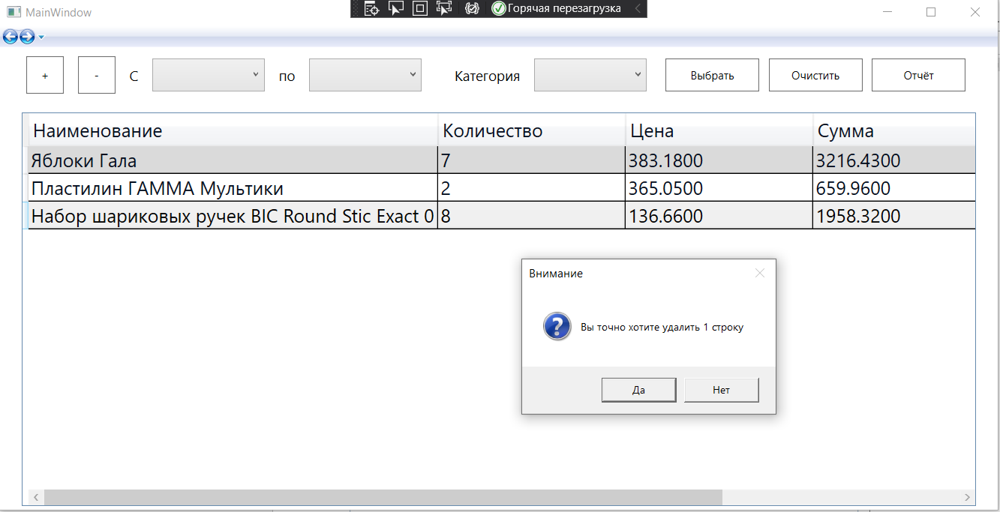 MainWindow
Горячая перезагрузка
+ - С по Категория Выбрать Очистить Отчёт
Наименование Количество Цена Сумма
Яблоки Гала 7 383.1800 3216.4300
Пластилин ГАММА Мультики 2 365.0500 659.9600
Набор шариковых ручек BIC Round Stic Exact 0 8 136.6600 1958.3200
Внимание
Вы точно хотите удалить 1 строку
Да Нет